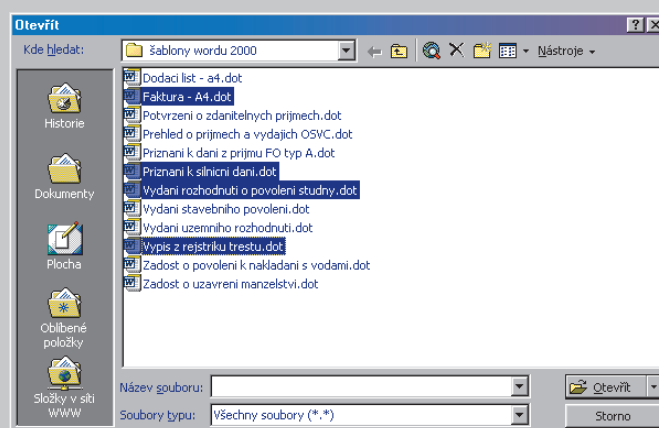 Otevřít
Kde hledat:
šablony wordu 2000
Nástroje
Historie
Dokumenty
Plocha
Oblíbené
položky
Složky v síti
WWW
Dodaci list - a4.dot
Faktura - A4.dot
Potvrzeni o zdanitelnych prijmech.dot
Prehled o prijmech a vydajich OSVC.dot
Priznani k dani z prijmu FO typ A.dot
Priznani k silnicni dani.dot
Vydani rozhodnuti o povoleni studny.dot
Vydani stavebniho povoleni.dot
Vydani uzemniho rozhodnuti.dot
Vypis z rejstriku trestu.dot
Zadost o povoleni k nakladani s vodami.dot
Zadost o uzavreni manzelstvi.dot
Název souboru:
Otevřít
Soubory typu:
Všechny soubory (*.*)
Storno